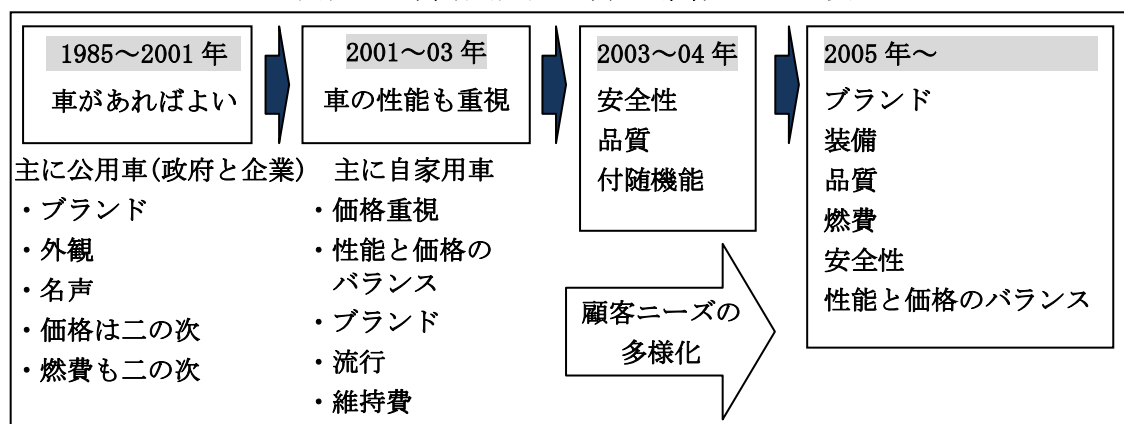 1985～2001 年
車があればよい
主に公用車(政府と企業)
・ブランド
・外観
・名声
・価格は二の次
・燃費も二の次
2001～03 年
車の性能も重視
主に自家用車
・価格重視
・性能と価格の
バランス
・ブランド
・流行
・維持費
2003～04 年
安全性
品質
付随機能
顧客ニーズの
多様化
2005 年～
ブランド
装備
品質
燃費
安全性
性能と価格のバランス